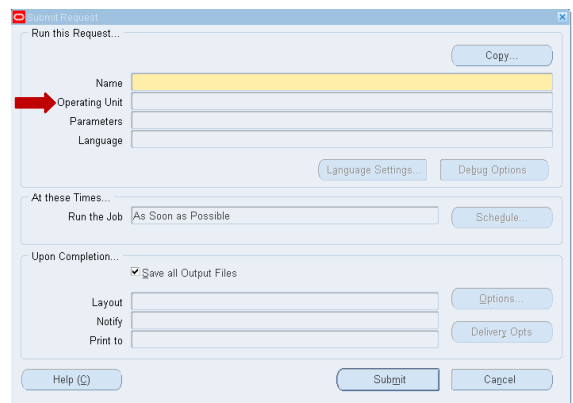 Submit Request
Run this Request...
Copy...
Name
Operating Unit
Parameters
Language
Language Settings...
Debug Options
At these Times...
Run the Job As Soon as Possible
Schedule...
Upon Completion...
Save all Output Files
Layout
Options...
Notify
Print to
Delivery Opts
Help (C)
Submit
Cancel